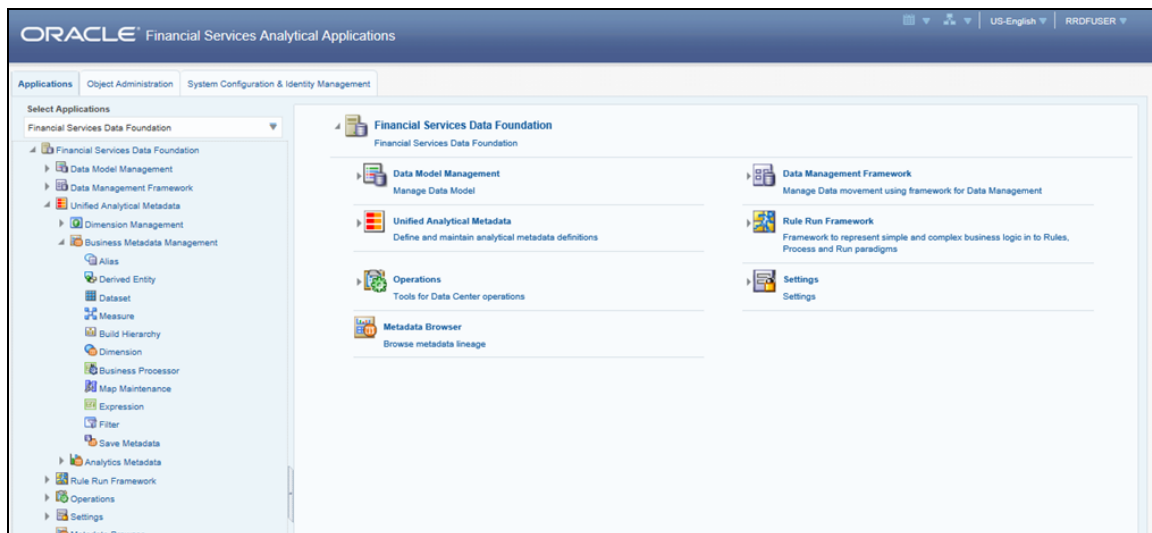 US-English
RRDFUSER
ORACLE® Financial Services Analytical Applications
Applications
Object Administration
System Configuration & Identity Management
Select Applications
Financial Services Data Foundation
Financial Services Data Foundation
Data Model Management
Data Management Framework
Unified Analytical Metadata
Dimension Management
Business Metadata Management
Alias
Derived Entity
Dataset
Measure
Build Hierarchy
Dimension
Business Processor
Map Maintenance
Expression
Filter
Save Metadata
Analytics Metadata
Rule Run Framework
Operations
Settings
Financial Services Data Foundation
Financial Services Data Foundation
Data Model Management
Manage Data Model
Data Management Framework
Manage Data movement using framework for Data Management
Unified Analytical Metadata
Define and maintain analytical metadata definitions
Rule Run Framework
Framework to represent simple and complex business logic in to Rules,
Process and Run paradigms
Operations
Tools for Data Center operations
Settings
Settings
Metadata Browser
Browse metadata lineage